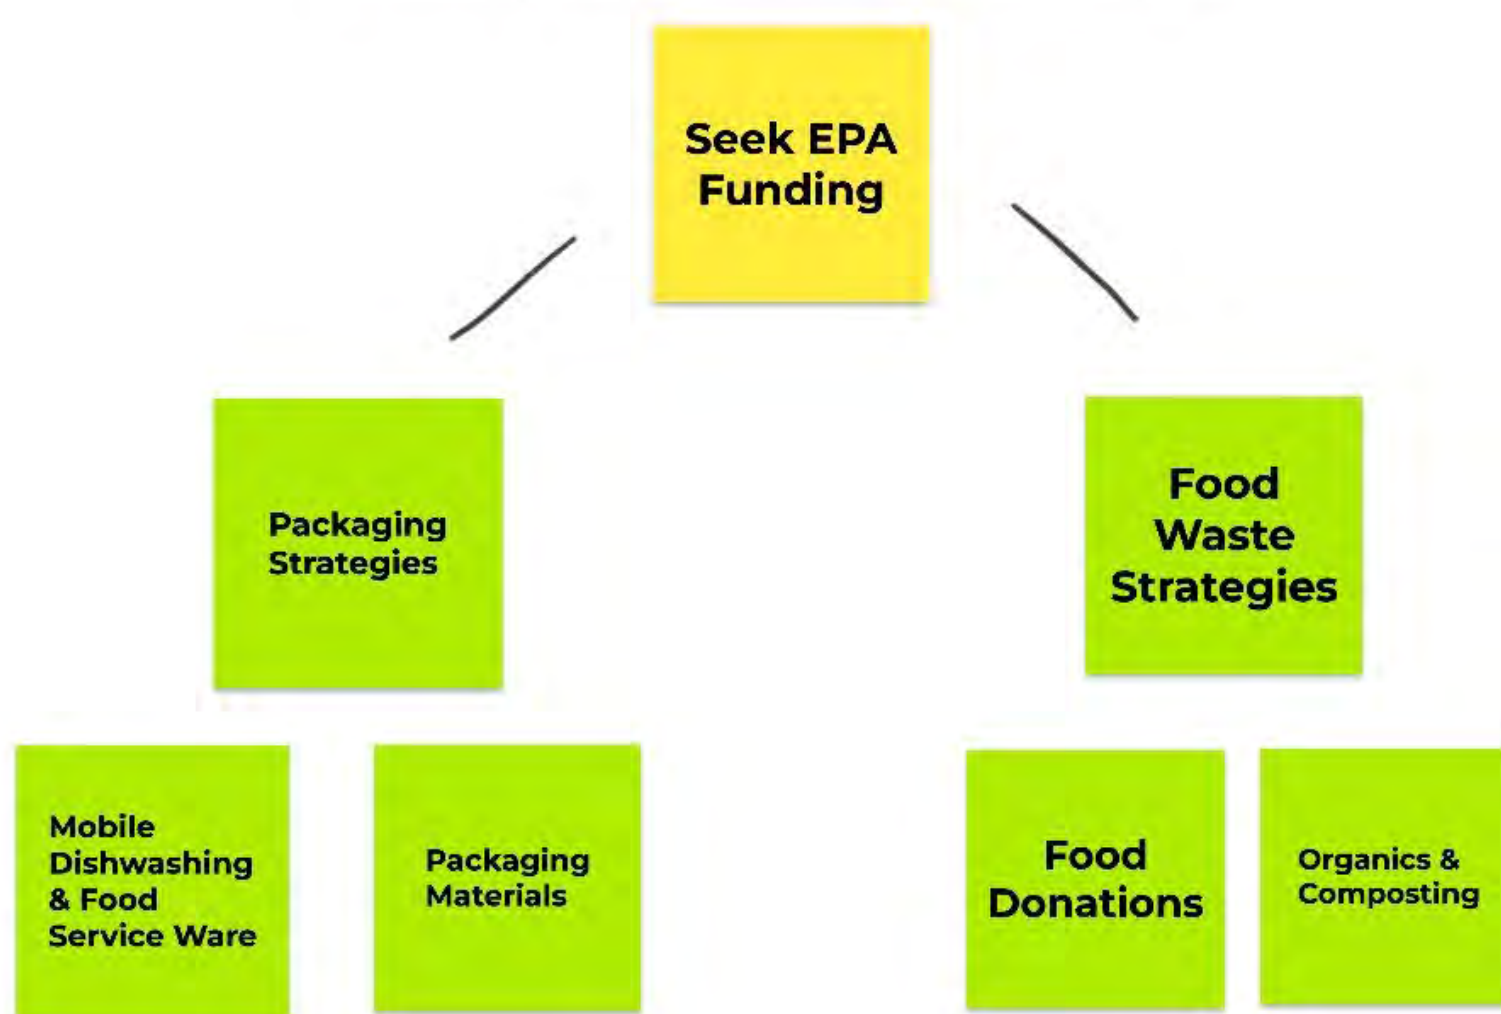 Seek EPA
Funding
Packaging
Strategies
Food
Waste
Strategies
Mobile
Dishwashing
& Food
Service Ware
Packaging
Materials
Food
Donations
Organics &
Composting